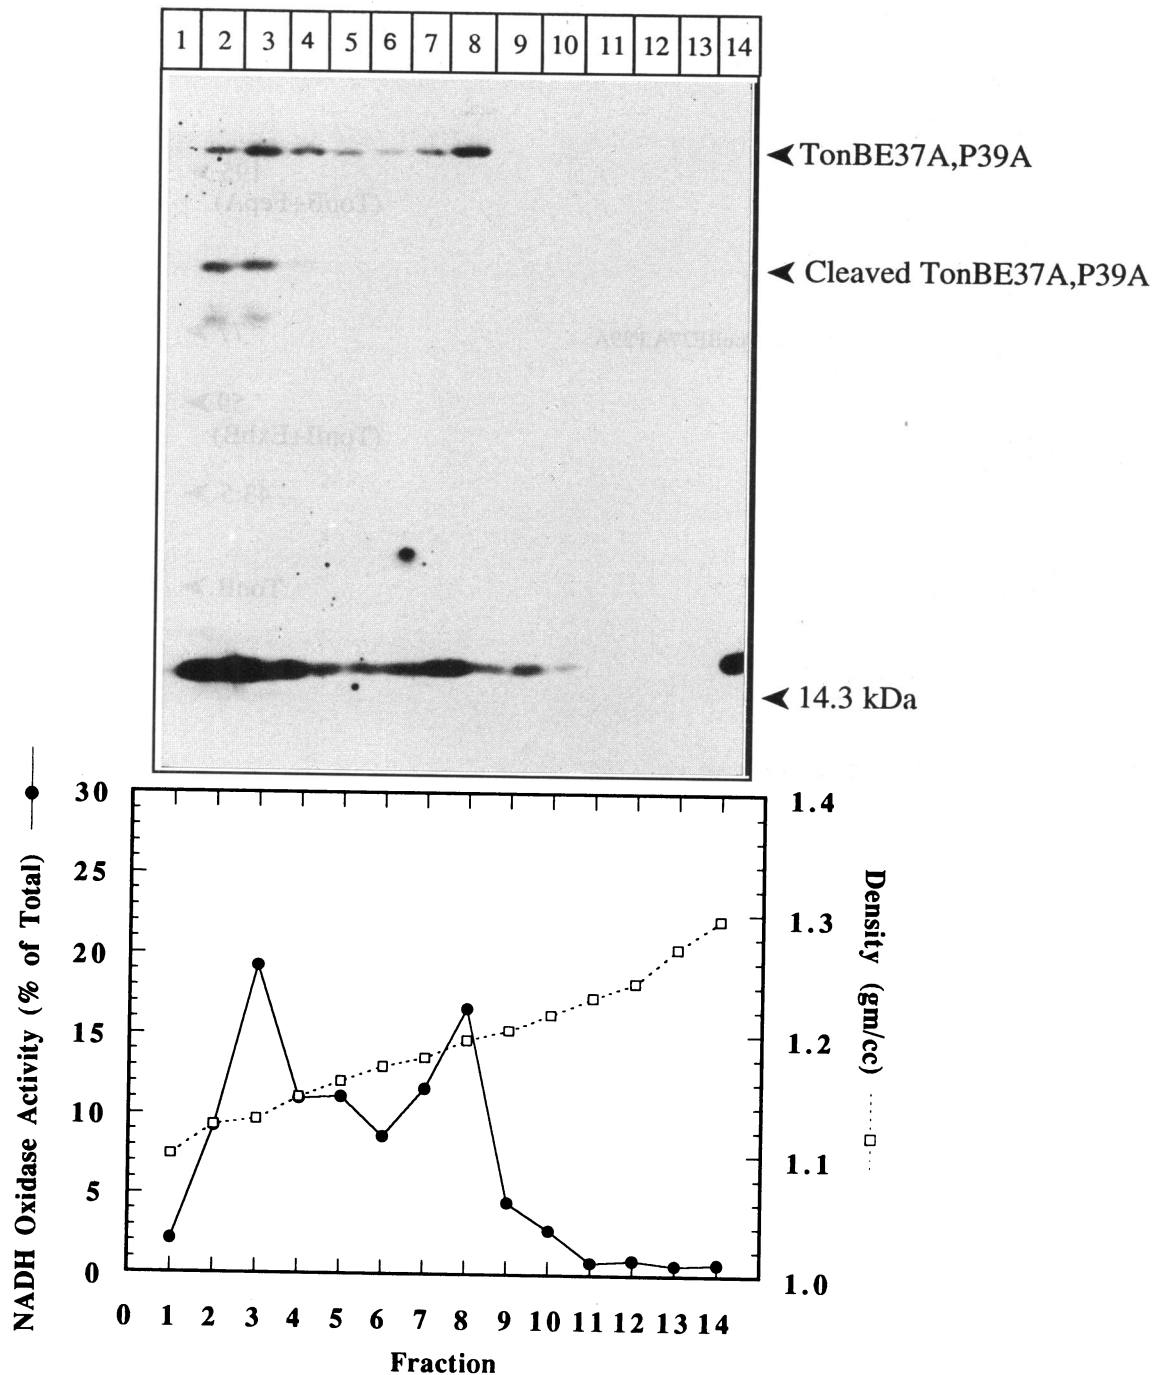 1 2 3 4 5 6 7 8 9 10 11 12 13 14
TonBE37A,P39A
Cleaved TonBE37A,P39A
14.3 kDa
NADH Oxidase Activity (% of Total)
30
25
20
15
10
5
0
1.4
1.3
1.2
1.1
1.0
Density (gm/cc)
0 1 2 3 4 5 6 7 8 9 10 11 12 13 14
Fraction